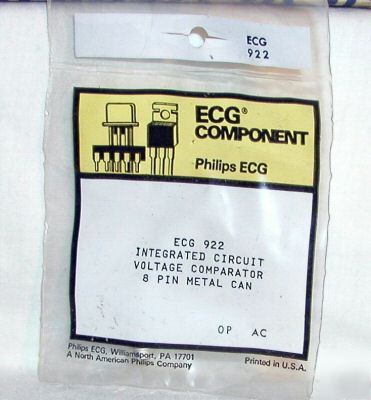 ECG
922
ECG®
COMPONENT
Philips ECG
ECG 922
INTEGRATED CIRCUIT
VOLTAGE COMPARATOR
8 PIN METAL CAN
OP AC
Philips ECG, Williamsport, PA 17701
A North American Philips Company
Printed in U.S.A.